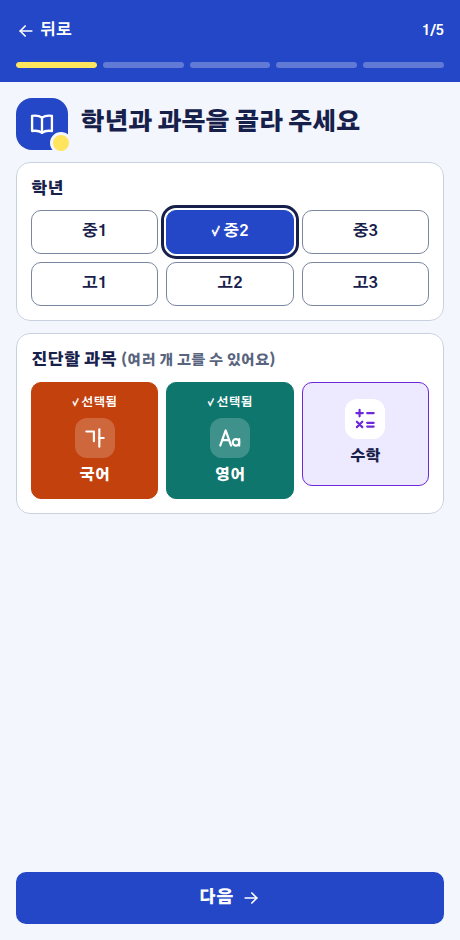 ← 뒤로 1/5
학년과 과목을 골라 주세요
학년
중1 ✓ 중2 중3
고1 고2 고3
진단할 과목 (여러 개 고를 수 있어요)
✓ 선택됨 ✓ 선택됨
가 Aa
국어 영어 수학
다음 →